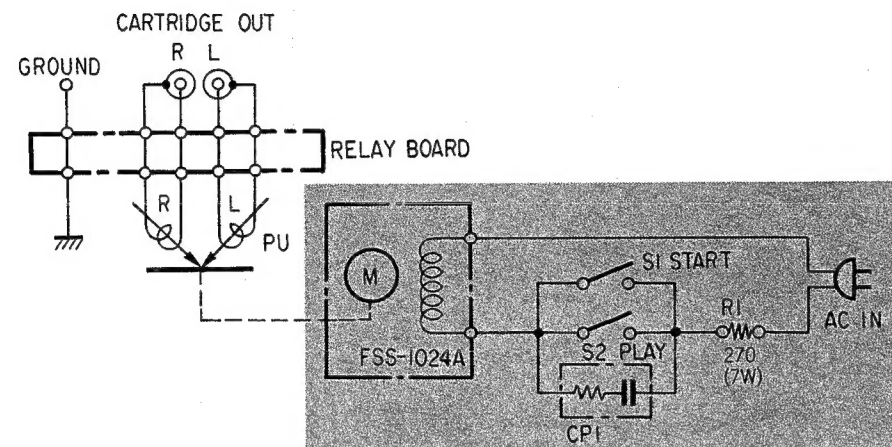 CARTRIDGE OUT
R L
GROUND
RELAY BOARD
R L
PU
M
S1 START
R1
AC IN
FSS-1024A
S2 PLAY
270
(7W)
CP1